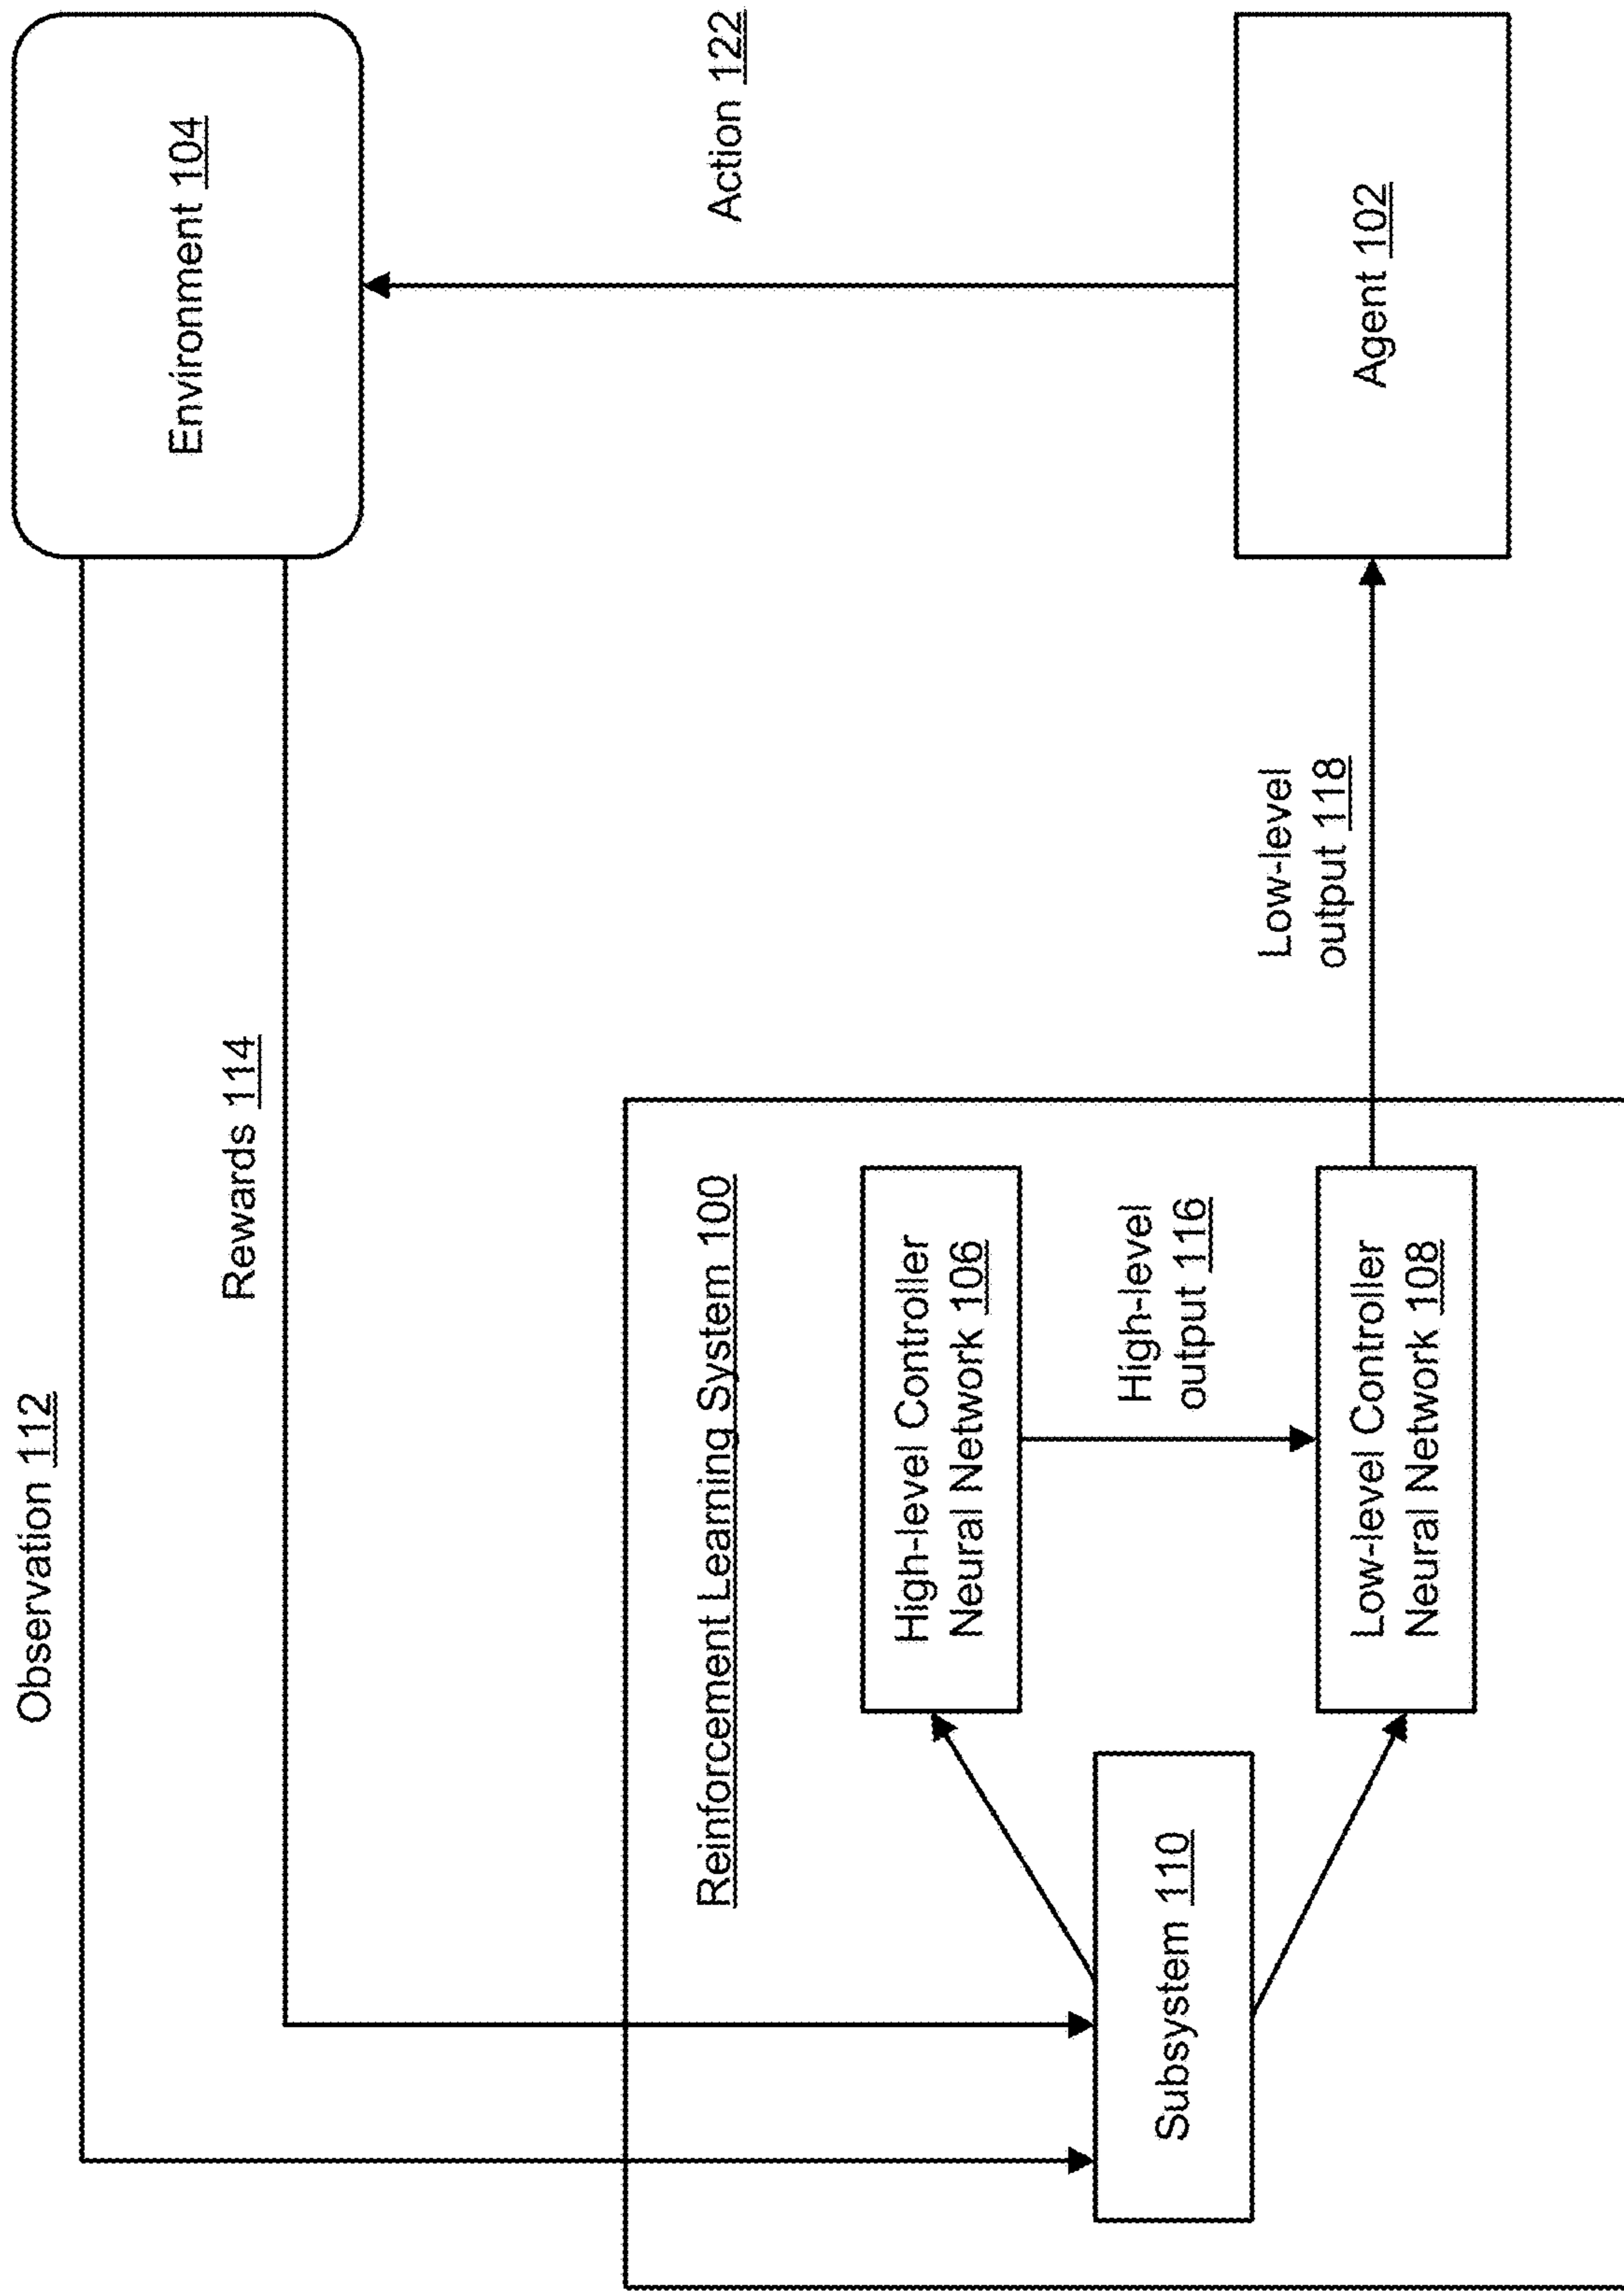 Observation 112
Rewards 114
Environment 104
Reinforcement Learning System 100
High-level Controller
Neural Network 106
Action 122
High-level
output 116
Subsystem 110
Low-level
output 118
Low-level Controller
Neural Network 108
Agent 102